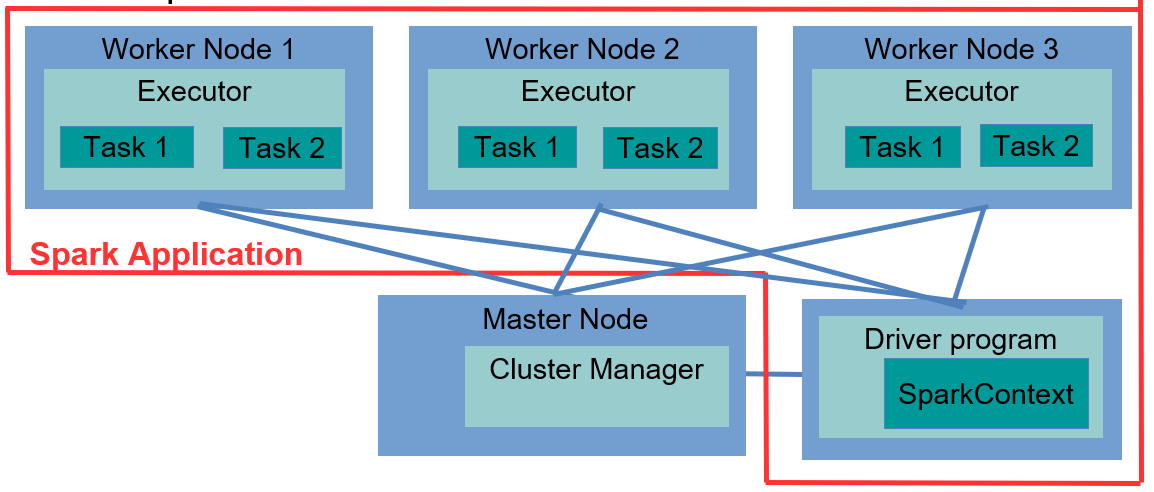 Worker Node 1
Worker Node 2
Worker Node 3
Executor
Executor
Executor
Task 1
Task 2
Task 1
Task 2
Task 1
Task 2
Spark Application
Master Node
Cluster Manager
Driver program
SparkContext